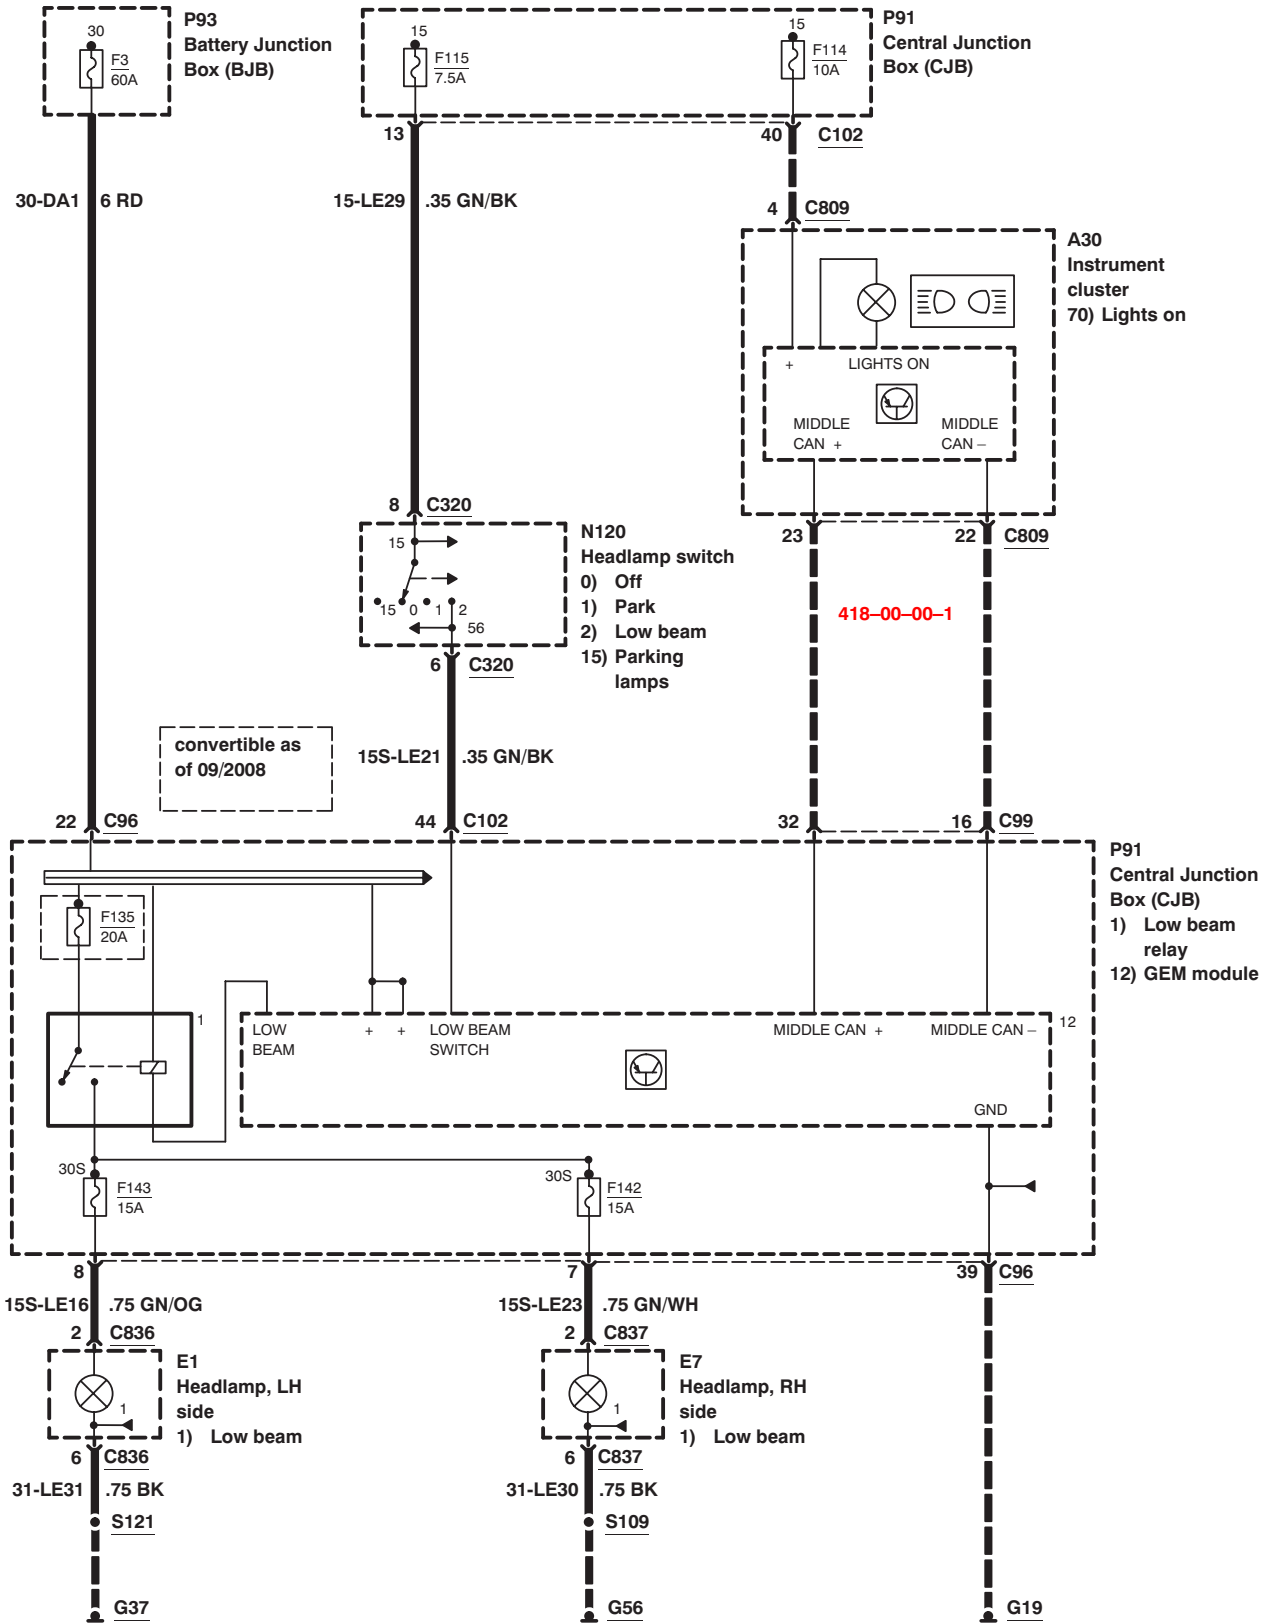 P93
Battery Junction
Box (BJB)
30
F3
60A
P91
Central Junction
Box (CJB)
15
F115
7.5A
15
F114
10A
13
40 C102
30-DA1 6 RD
15-LE29 .35 GN/BK
4 C809
A30
Instrument
cluster
70) Lights on
+ LIGHTS ON
MIDDLE
CAN +
MIDDLE
CAN –
8 C320
23
22 C809
N120
Headlamp switch
0) Off
1) Park
2) Low beam
15) Parking
lamps
15
15 0 1 2
56
418–00–00–1
6 C320
convertible as
of 09/2008
15S-LE21 .35 GN/BK
22 C96
44 C102
32
16 C99
P91
Central Junction
Box (CJB)
1) Low beam
relay
12) GEM module
F135
20A
1
LOW
BEAM
+ +
LOW BEAM
SWITCH
MIDDLE CAN +
MIDDLE CAN –
12
GND
30S
F143
15A
30S
F142
15A
8
7
39 C96
15S-LE16 .75 GN/OG
15S-LE23 .75 GN/WH
2 C836
2 C837
E1
Headlamp, LH
side
1) Low beam
1
E7
Headlamp, RH
side
1) Low beam
1
6 C836
6 C837
31-LE31 .75 BK
31-LE30 .75 BK
S121
S109
G37
G56
G19